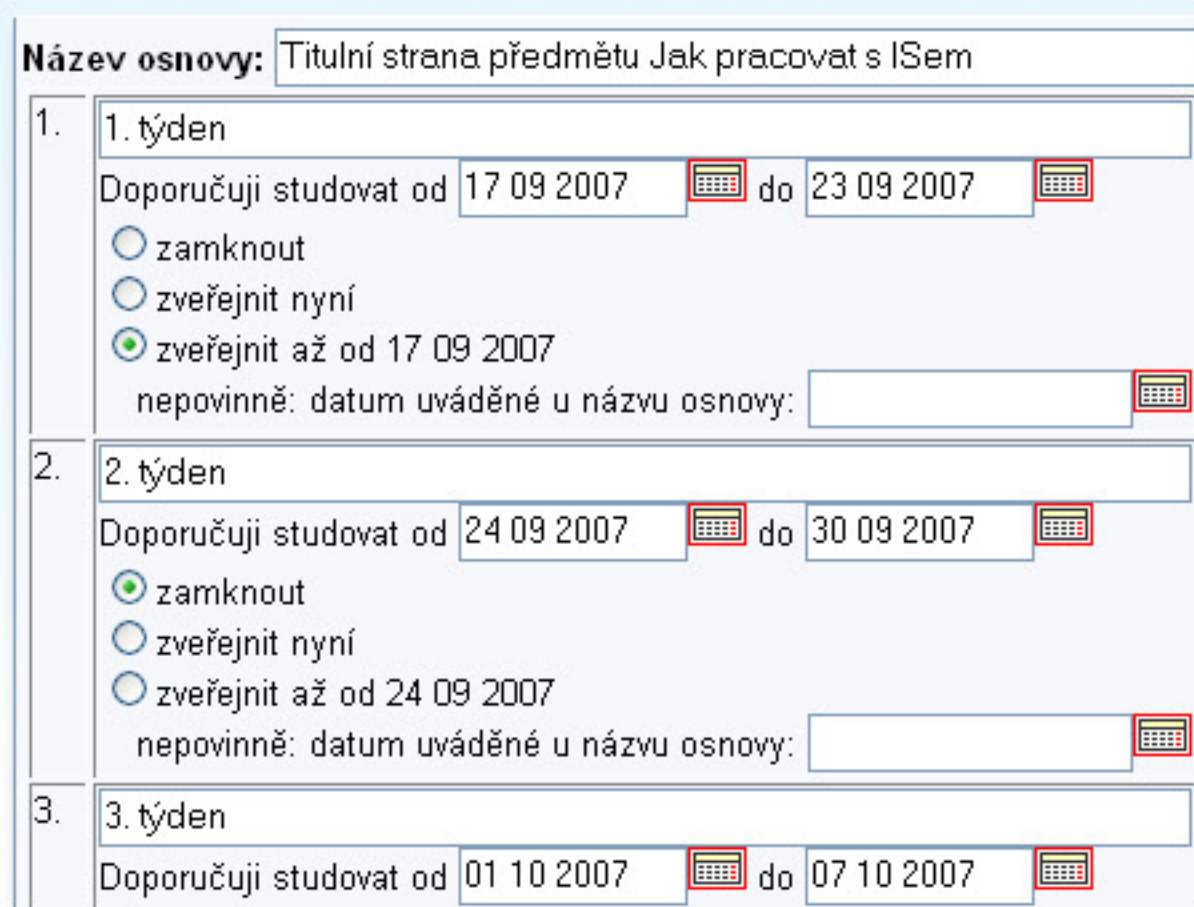 Název osnovy: Titulní strana předmětu Jak pracovat s ISem
1. 1. týden
Doporučuji studovat od 17 09 2007 do 23 09 2007
zamknout
zveřejnit nyní
zveřejnit až od 17 09 2007
nepovinně: datum uváděné u názvu osnovy:
2. 2. týden
Doporučuji studovat od 24 09 2007 do 30 09 2007
zamknout
zveřejnit nyní
zveřejnit až od 24 09 2007
nepovinně: datum uváděné u názvu osnovy:
3. 3. týden
Doporučuji studovat od 01 10 2007 do 07 10 2007